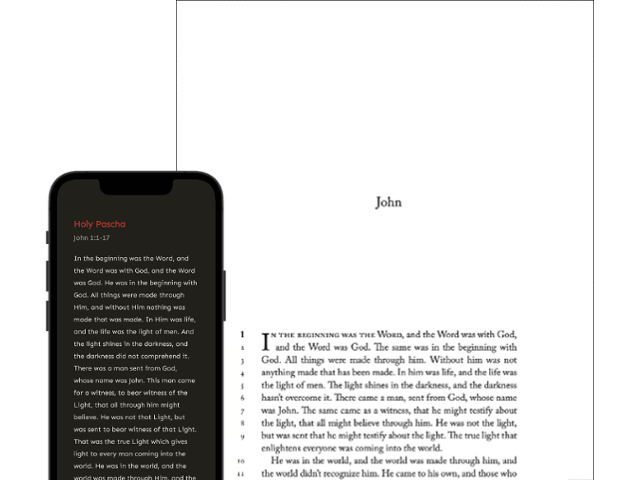 Holy Pascha
John 1:1-17
In the beginning was the Word, and
the Word was with God, and the Word
was God. He was in the beginning with
God. All things were made through
Him, and without Him nothing was
made that was made. In Him was life,
and the life was the light of men. And
the light shines in the darkness, and
the darkness did not comprehend it.
There was a man sent from God,
whose name was John. This man came
for a witness, to bear witness of the
Light, that all through him might
believe. He was not that Light, but
was sent to bear witness of that Light.
That was the true Light which gives
light to every man coming into the
world. He was in the world, and the
world was made through Him, and the
John
1 IN THE BEGINNING WAS THE WORD, and the Word was with God,
2 and the Word was God. The same was in the beginning with
3 God. All things were made through him. Without him was not
4 anything made that has been made. In him was life, and the life was
5 the light of men. The light shines in the darkness, and the darkness
6 hasn't overcome it. There came a man, sent from God, whose name
7 was John. The same came as a witness, that he might testify about
8 the light, that all might believe through him. He was not the light,
9 but was sent that he might testify about the light. The true light that
enlightens everyone was coming into the world.
10 He was in the world, and the world was made through him, and
11 the world didn't recognize him. He came to his own, and those who